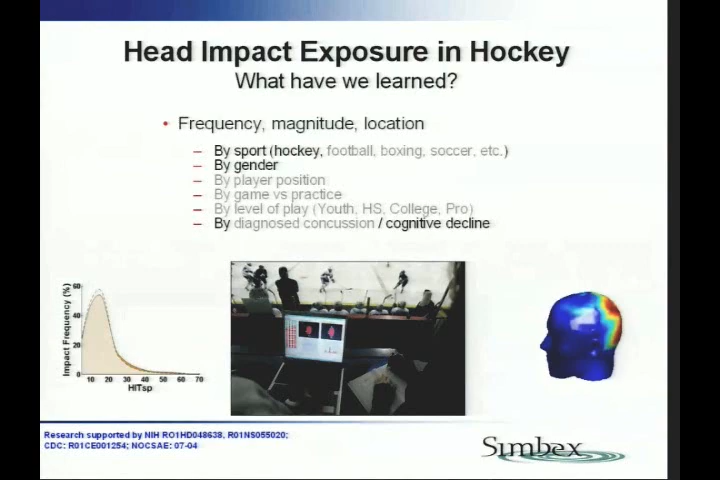 Head Impact Exposure in Hockey
What have we learned?
• Frequency, magnitude, location
– By sport (hockey, football, boxing, soccer, etc.)
– By gender
– By player position
– By game vs practice
– By level of play (Youth, HS, College, Pro)
– By diagnosed concussion / cognitive decline
Impact Frequency (%)
60
40
20
0
10 20 30 40 50 60 70
HITsp
Research supported by NIH RO1HD048638, R01NS055020;
CDC: R01CE001254; NOCSAE: 07-04
Simbex